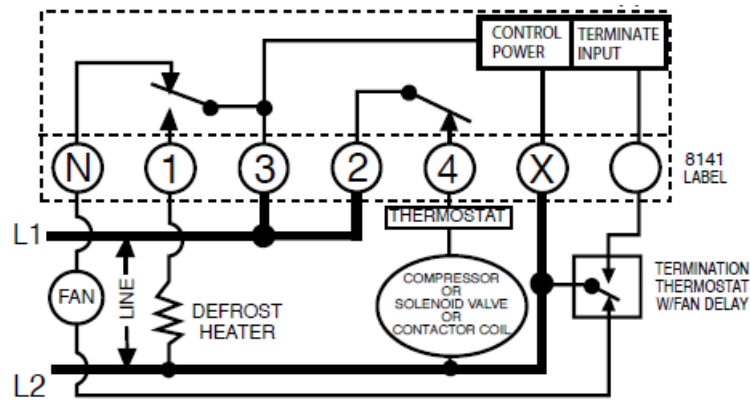 CONTROL POWER
TERMINATE INPUT
N
1
3
2
4
X
8141 LABEL
THERMOSTAT
L1
FAN
LINE
DEFROST HEATER
COMPRESSOR
OR
SOLENOID VALVE
OR
CONTACTOR COIL
TERMINATION
THERMOSTAT
W/FAN DELAY
L2